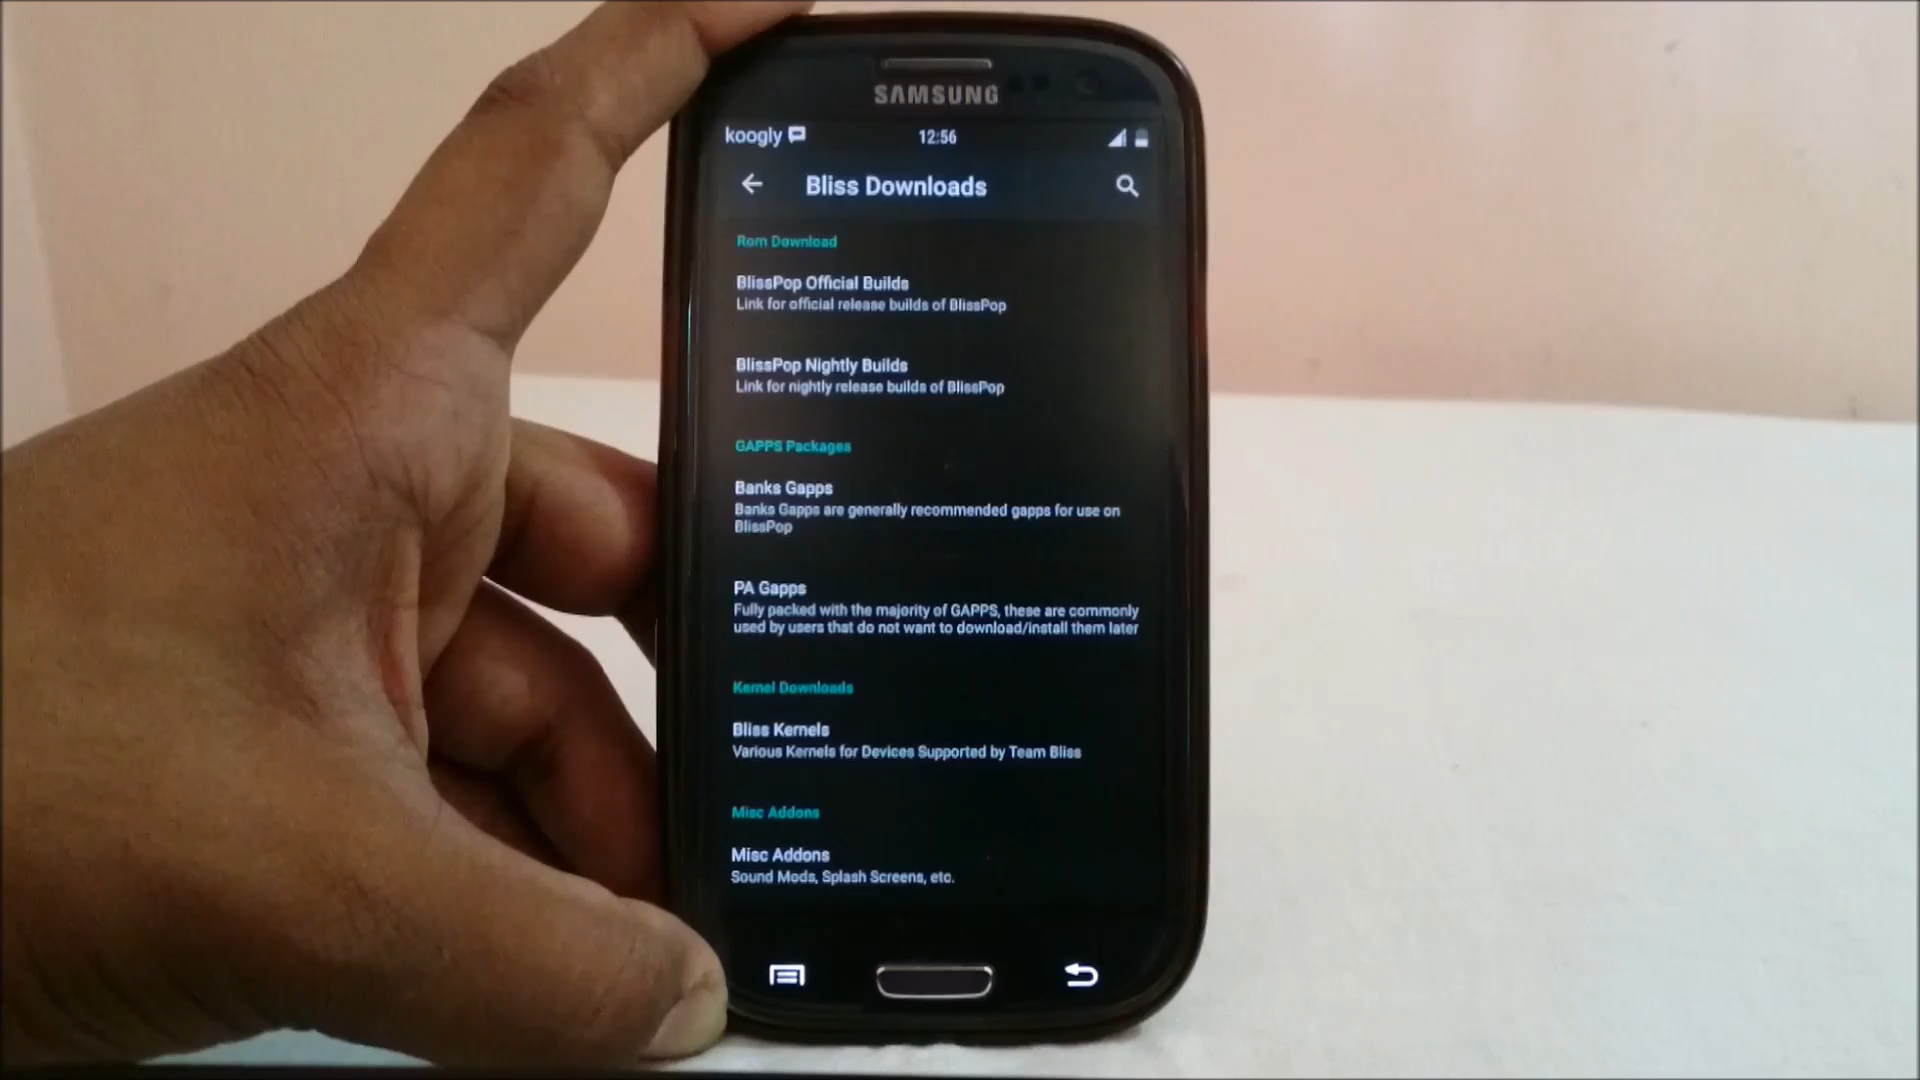 SAMSUNG
koogly 12:56
Bliss Downloads
Rom Download
BlissPop Official Builds
Link for official release builds of BlissPop
BlissPop Nightly Builds
Link for nightly release builds of BlissPop
GAPPS Packages
Banks Gapps
Banks Gapps are generally recommended gapps for use on
BlissPop
PA Gapps
Fully packed with the majority of GAPPS, these are commonly
used by users that do not want to download/install them later
Kernel Downloads
Bliss Kernels
Various Kernels for Devices Supported by Team Bliss
Misc Addons
Misc Addons
Sound Mods, Splash Screens, etc.